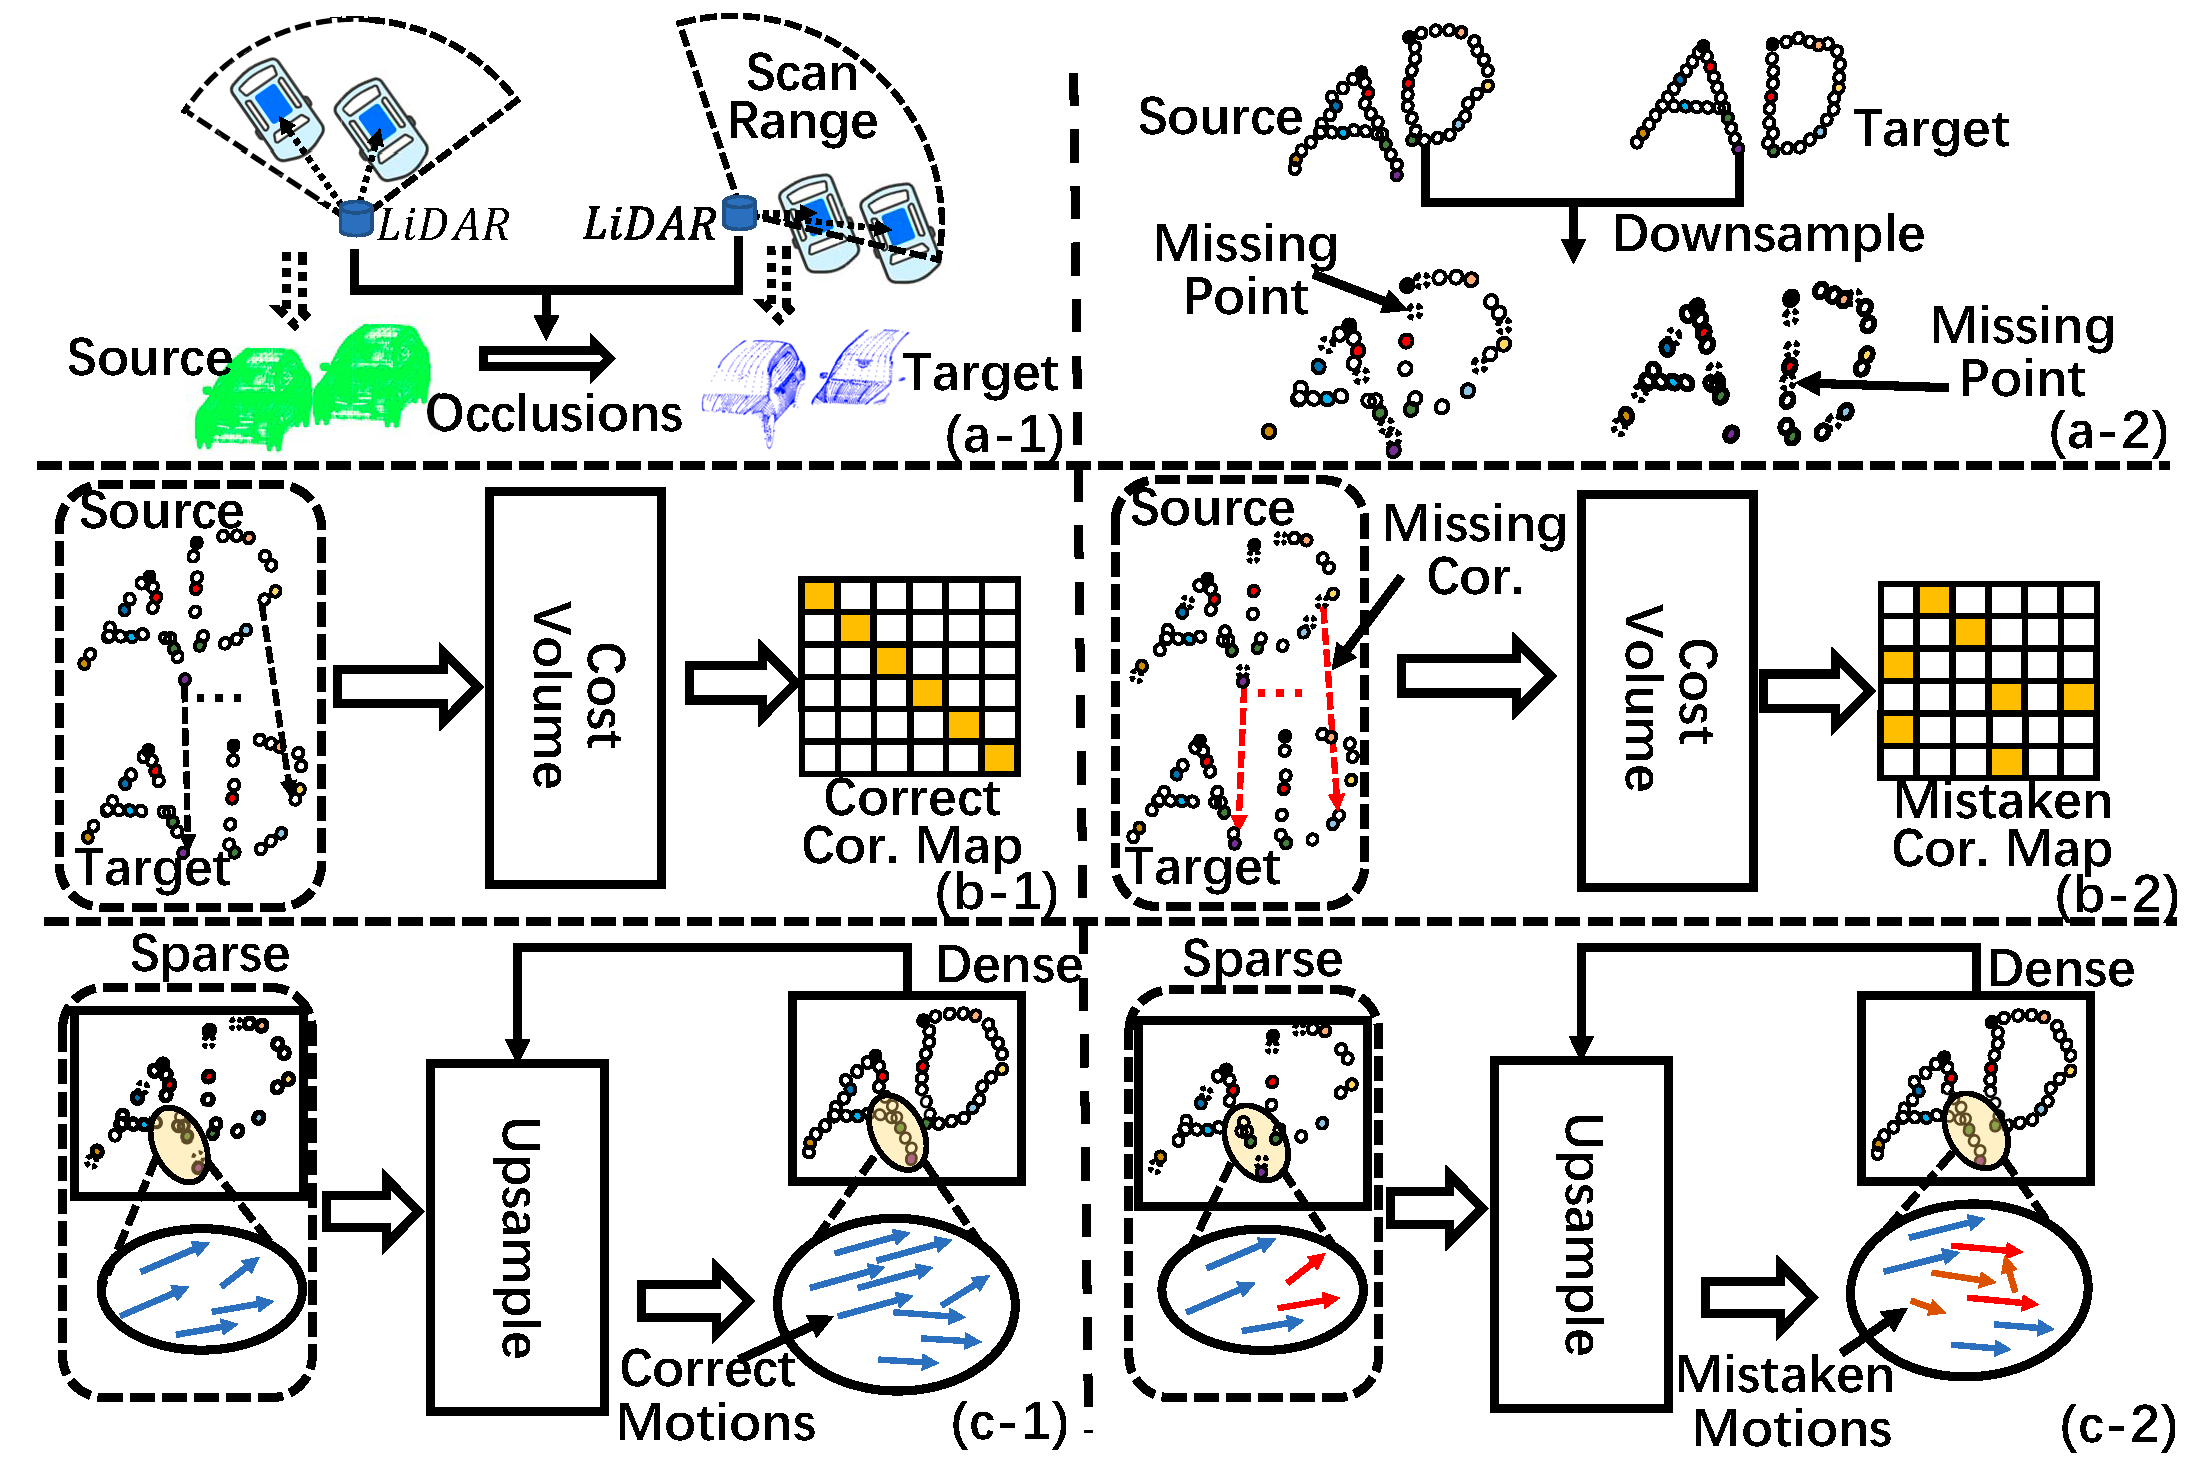 Scan
Range
LiDAR
LiDAR
Source
Occlusions
Target
(a-1)
Source
Target
Downsample
Missing
Point
Missing
Point
(a-2)
Source
Target
Cost
Volume
Correct
Cor. Map
(b-1)
Source
Target
Missing
Cor.
Cost
Volume
Mistaken
Cor. Map
(b-2)
Sparse
Dense
Upsample
Correct
Motions
(c-1)
Sparse
Dense
Upsample
Mistaken
Motions
(c-2)